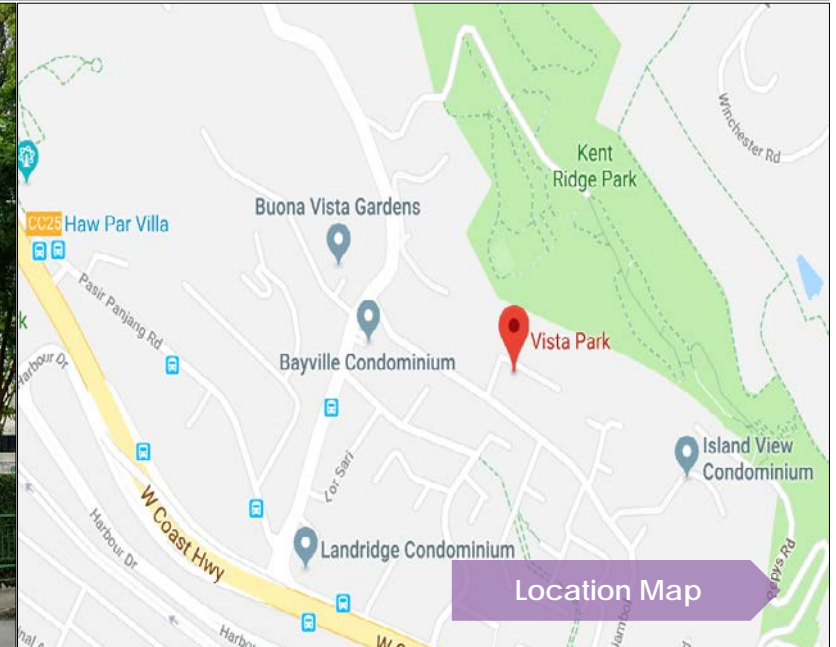 Winchester Rd
Kent
Ridge Park
Buona Vista Gardens
CC25 Haw Par Villa
Pasir Panjang Rd
k
Vista Park
Bayville Condominium
Harbour Dr
Island View
Condominium
Lor Sari
W Coast Hwy
Harbour Dr
Landridge Condominium
Location Map